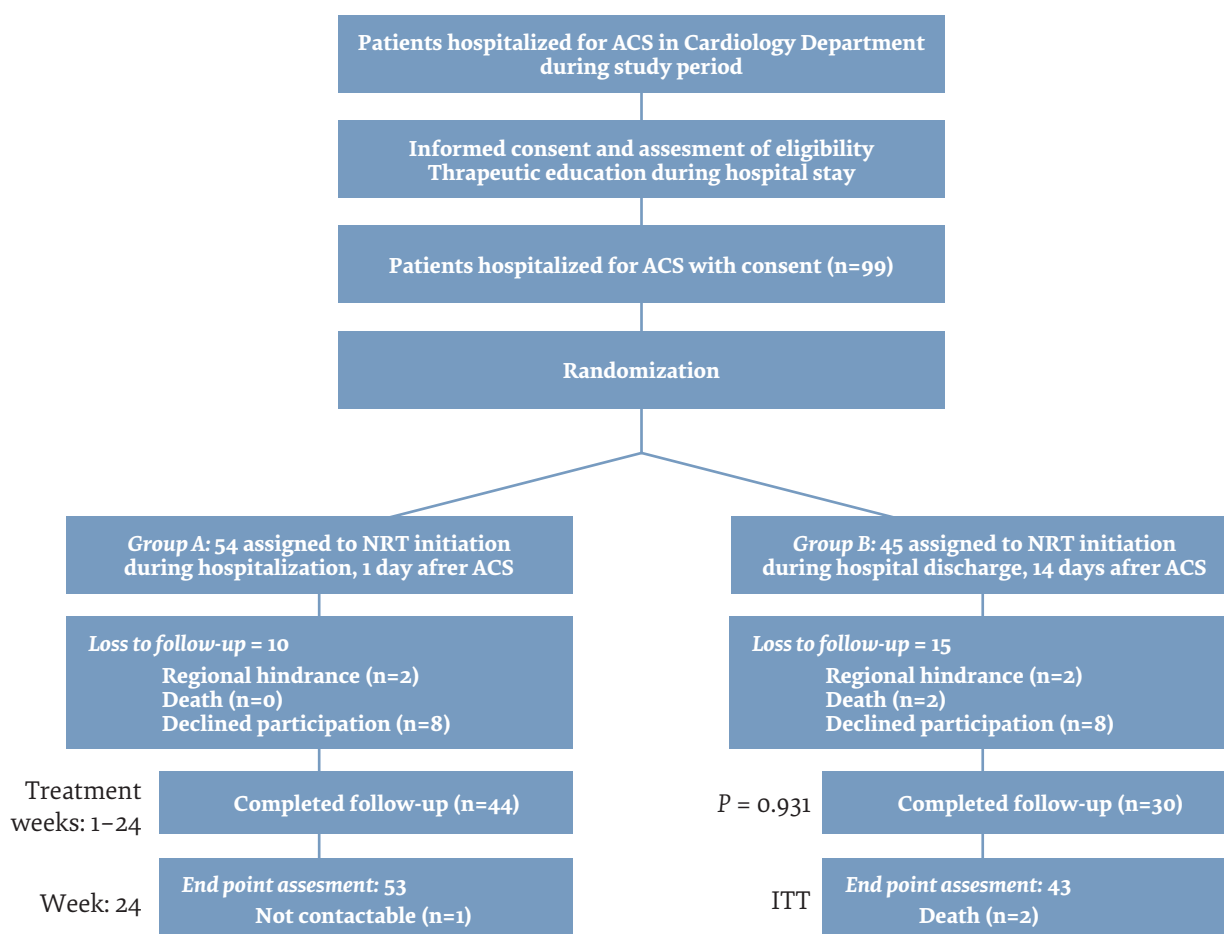 Patients hospitalized for ACS in Cardiology Department
during study period
Informed consent and assesment of eligibility
Thrapeutic education during hospital stay
Patients hospitalized for ACS with consent (n=99)
Randomization
Group A: 54 assigned to NRT initiation
during hospitalization, 1 day afrer ACS
Group B: 45 assigned to NRT initiation
during hospital discharge, 14 days afrer ACS
Loss to follow-up = 10
Regional hindrance (n=2)
Death (n=0)
Declined participation (n=8)
Loss to follow-up = 15
Regional hindrance (n=2)
Death (n=2)
Declined participation (n=8)
Treatment
weeks: 1–24
Completed follow-up (n=44)
P = 0.931
Completed follow-up (n=30)
Week: 24
End point assesment: 53
Not contactable (n=1)
ITT
End point assesment: 43
Death (n=2)